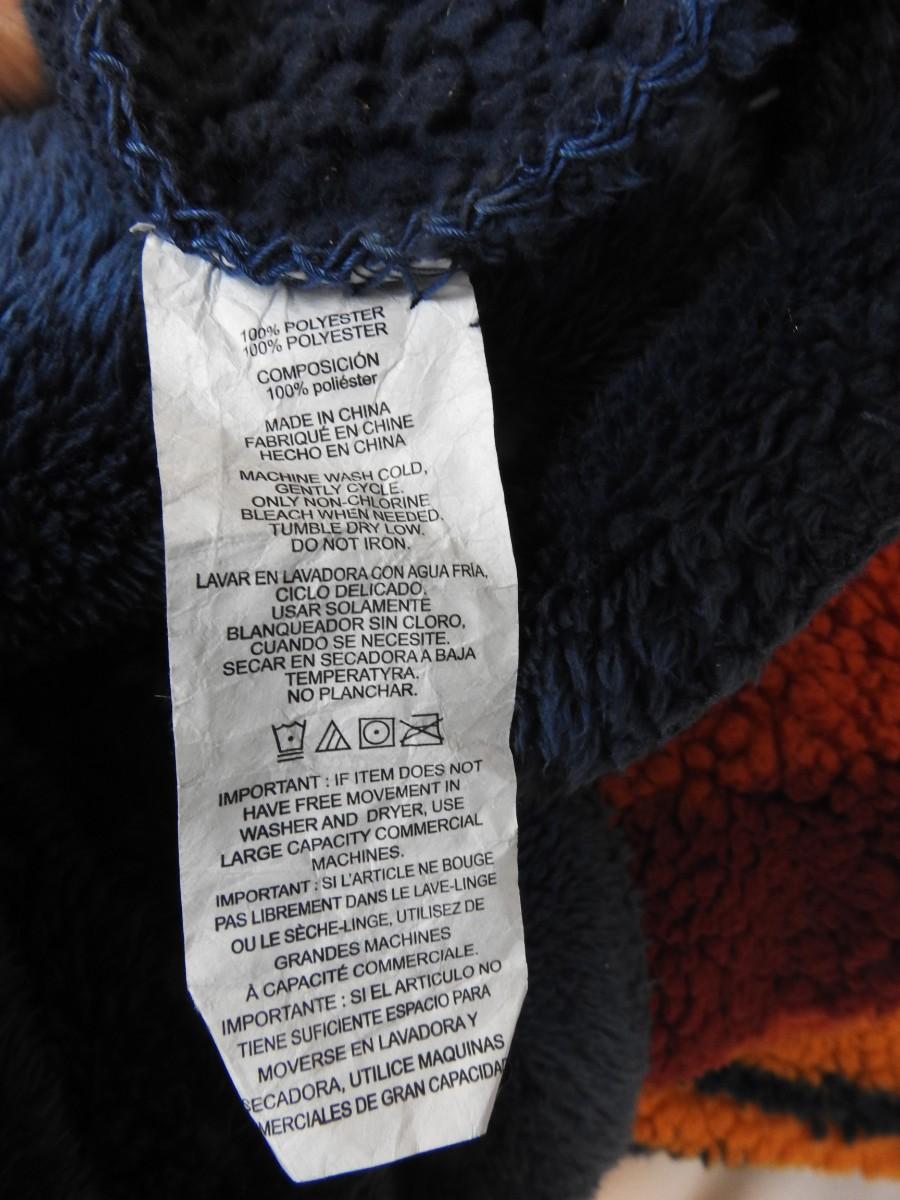 100% POLYESTER
100% POLYESTER
COMPOSICIÓN
100% poliéster
MADE IN CHINA
FABRIQUÉ EN CHINE
HECHO EN CHINA
MACHINE WASH COLD,
GENTLY CYCLE.
ONLY NON-CHLORINE
BLEACH WHEN NEEDED.
TUMBLE DRY LOW.
DO NOT IRON.
LAVAR EN LAVADORA CON AGUA FRÍA,
CICLO DELICADO.
USAR SOLAMENTE
BLANQUEADOR SIN CLORO,
CUANDO SE NECESITE.
SECAR EN SECADORA A BAJA
TEMPERATYRA.
NO PLANCHAR.
IMPORTANT : IF ITEM DOES NOT
HAVE FREE MOVEMENT IN
WASHER AND DRYER, USE
LARGE CAPACITY COMMERCIAL
MACHINES.
IMPORTANT : SI L'ARTICLE NE BOUGE
PAS LIBREMENT DANS LE LAVE-LINGE
OU LE SÈCHE-LINGE, UTILISEZ DE
GRANDES MACHINES
À CAPACITÉ COMMERCIALE.
IMPORTANTE : SI EL ARTICULO NO
TIENE SUFICIENTE ESPACIO PARA
MOVERSE EN LAVADORA Y
SECADORA, UTILICE MAQUINAS
MERCIALES DE GRAN CAPACIDA